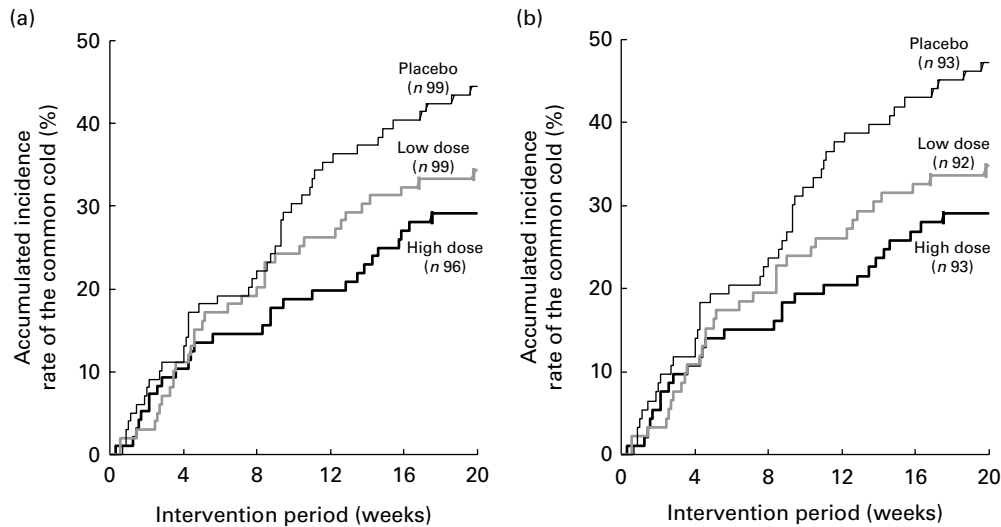 (a)
50
40
30
20
10
0
Accumulated incidence
rate of the common cold (%)
Placebo
(n 99)
Low dose
(n 99)
High dose
(n 96)
0 4 8 12 16 20
Intervention period (weeks)
(b)
50
40
30
20
10
0
Accumulated incidence
rate of the common cold (%)
Placebo
(n 93)
Low dose
(n 92)
High dose
(n 93)
0 4 8 12 16 20
Intervention period (weeks)